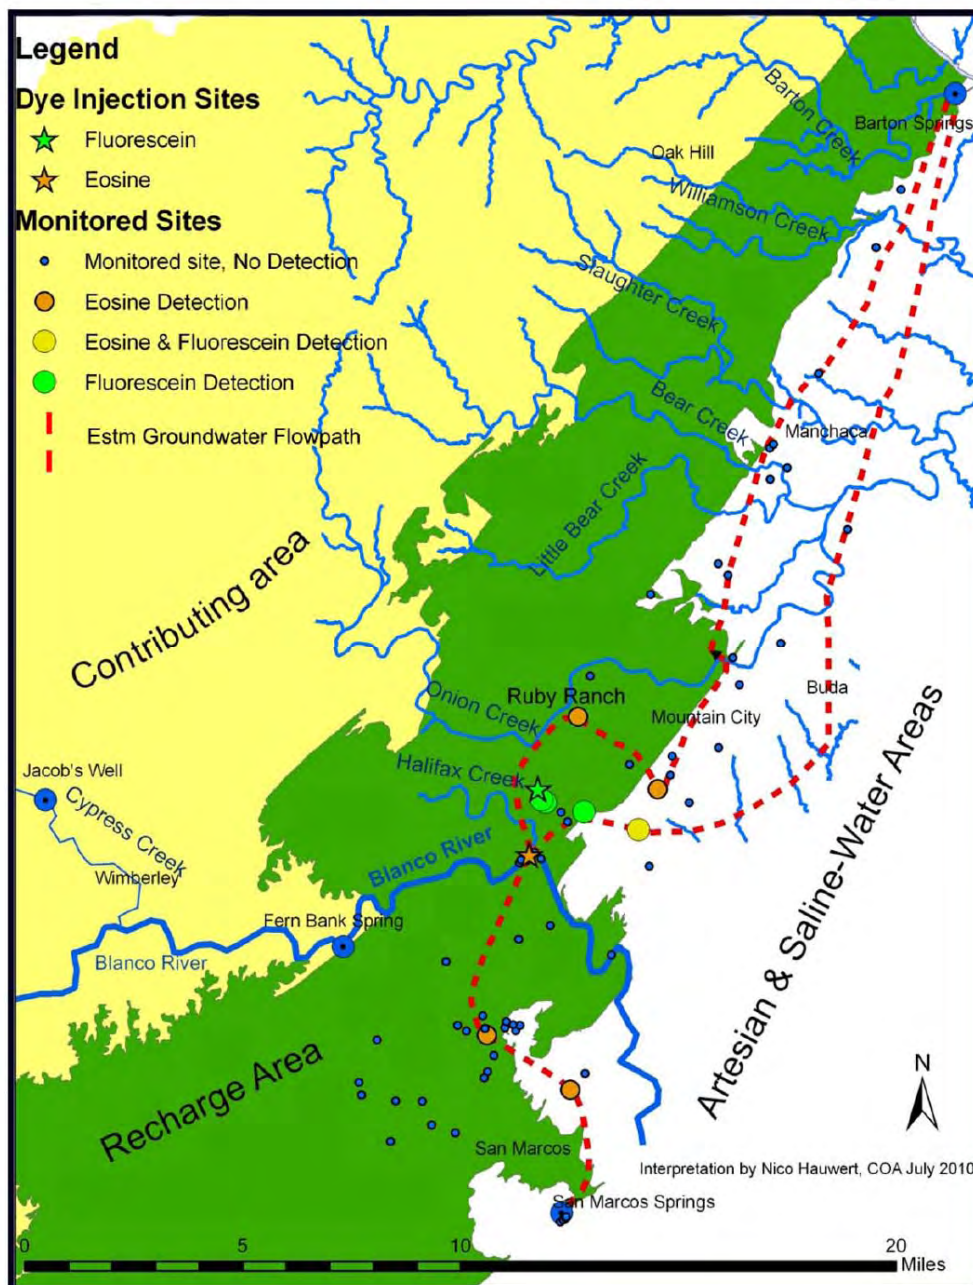 Legend
Dye Injection Sites
Fluorescein
Eosine
Monitored Sites
Monitored site, No Detection
Eosine Detection
Eosine & Fluorescein Detection
Fluorescein Detection
Estm Groundwater Flowpath
Barton Creek
Barton Springs
Oak Hill
Williamson Creek
Slaughter Creek
Bear Creek
Manchaca
Little Bear Creek
Contributing area
Ruby Ranch
Onion Creek
Mountain City
Buda
Halifax Creek
Jacob's Well
Cypress Creek
Wimberley
Blanco River
Fern Bank Spring
Blanco River
Artesian & Saline-Water Areas
Recharge Area
N
San Marcos
Interpretation by Nico Hauwert, COA July 2010
San Marcos Springs
0 5 10 20
Miles